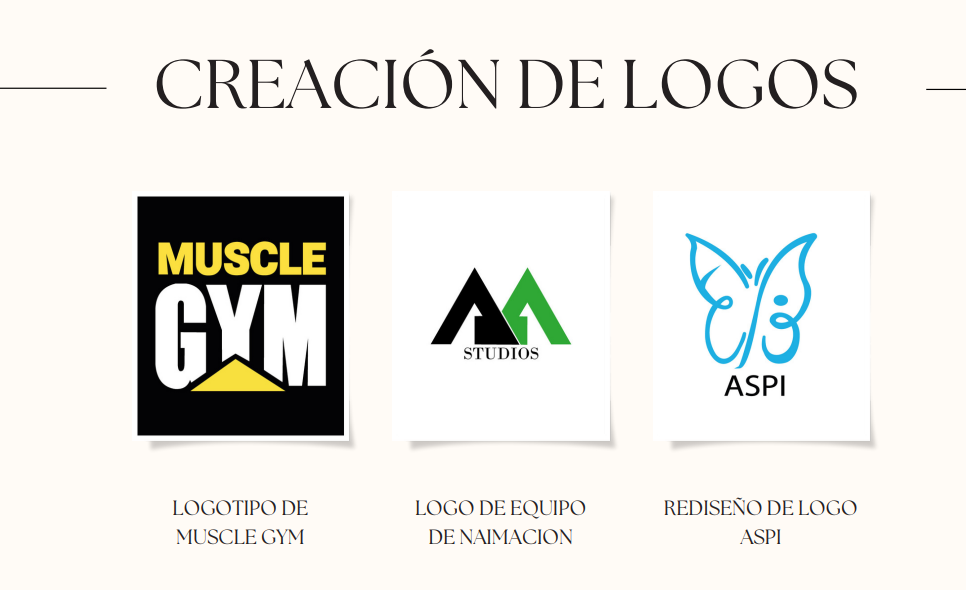 CREACIÓN DE LOGOS
MUSCLE
GYM
STUDIOS
ASPI
LOGOTIPO DE
MUSCLE GYM
LOGO DE EQUIPO
DE NAIMACION
REDISEÑO DE LOGO
ASPI